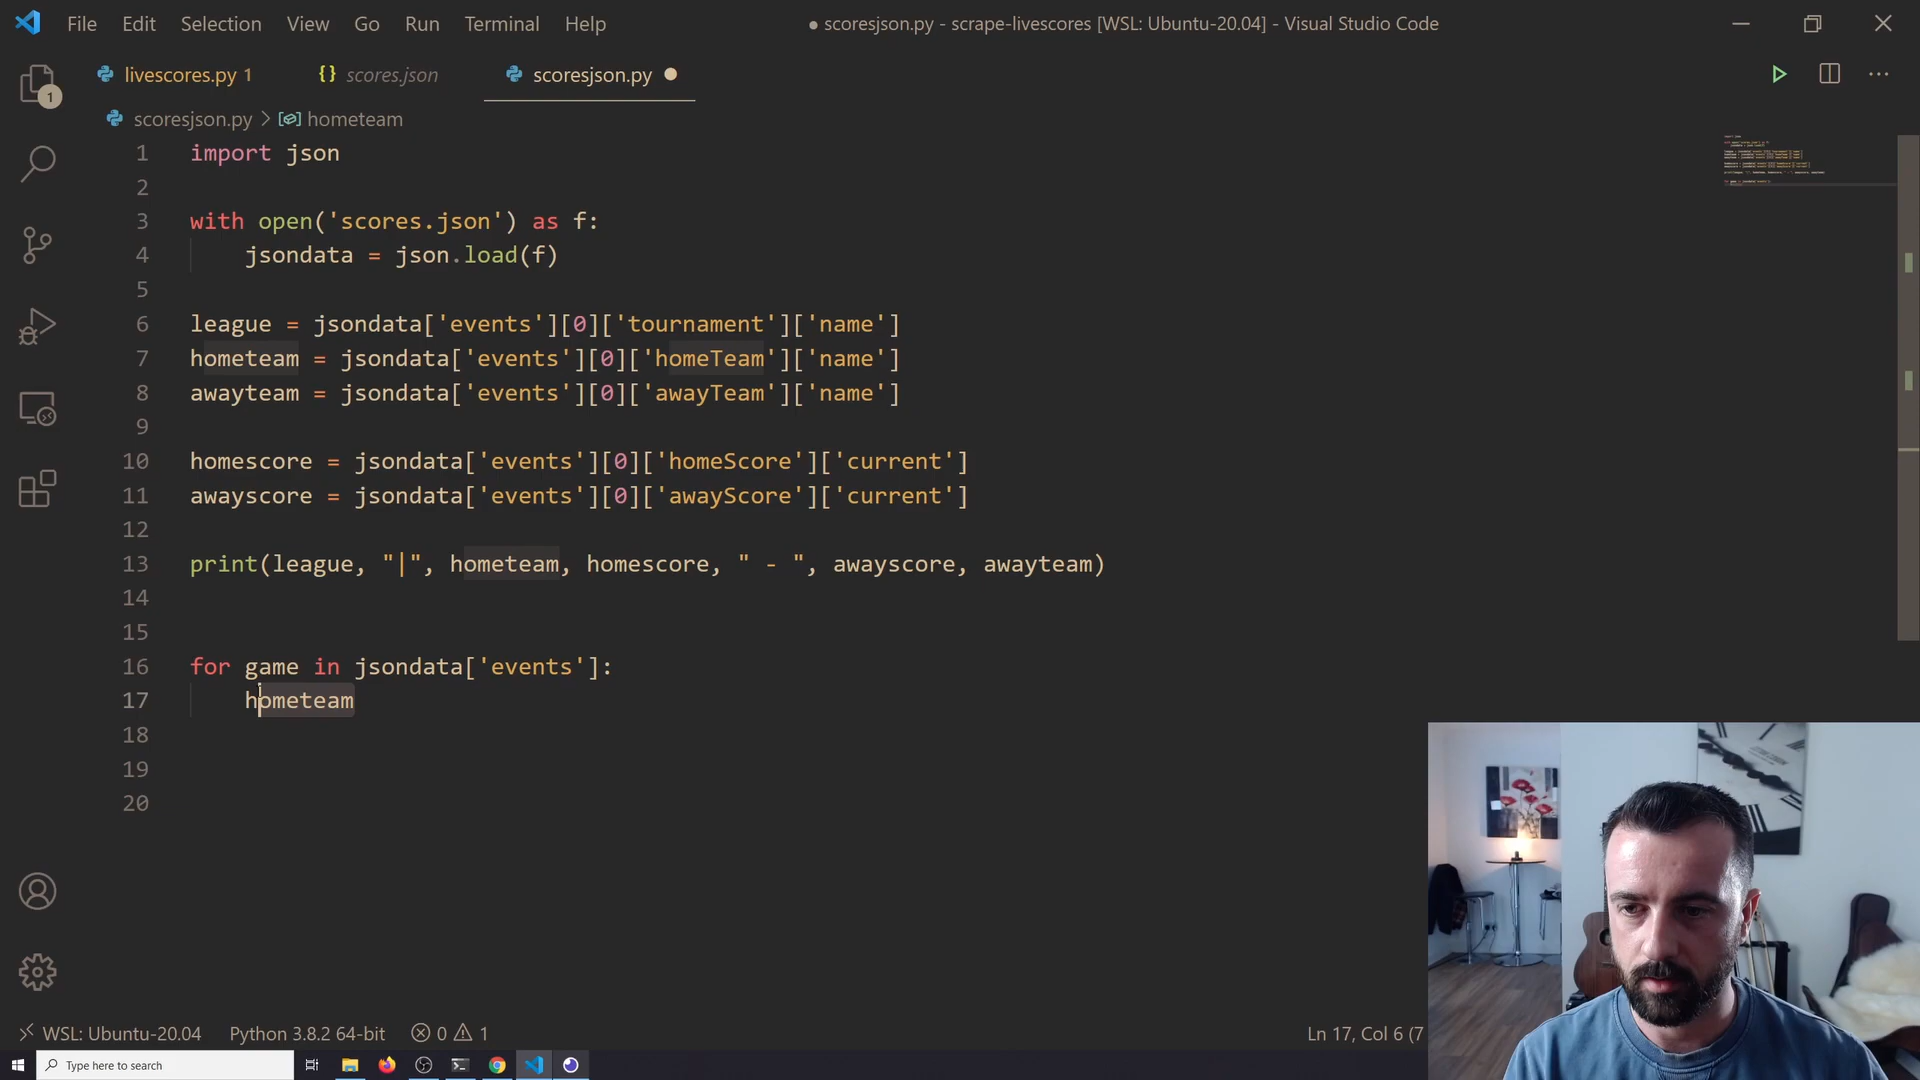 File Edit Selection View Go Run Terminal Help
● scoresjson.py - scrape-livescores [WSL: Ubuntu-20.04] - Visual Studio Code
livescores.py 1
{} scores.json
scoresjson.py
1
scoresjson.py > hometeam
1 import json
2
3 with open('scores.json') as f:
4 jsondata = json.load(f)
5
6 league = jsondata['events'][0]['tournament']['name']
7 hometeam = jsondata['events'][0]['homeTeam']['name']
8 awayteam = jsondata['events'][0]['awayTeam']['name']
9
10 homescore = jsondata['events'][0]['homeScore']['current']
11 awayscore = jsondata['events'][0]['awayScore']['current']
12
13 print(league, "|", hometeam, homescore, " - ", awayscore, awayteam)
14
15
16 for game in jsondata['events']:
17 hometeam
18
19
20
WSL: Ubuntu-20.04 Python 3.8.2 64-bit 0 1
Ln 17, Col 6 (7
Type here to search